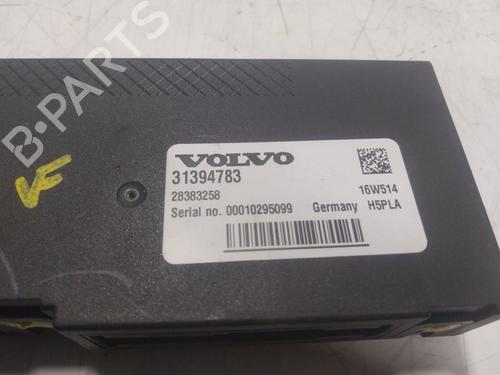 B-PARTS
VF
VOLVO
31394783
28383258
16W514
Serial no. 00010295099 Germany H5PLA